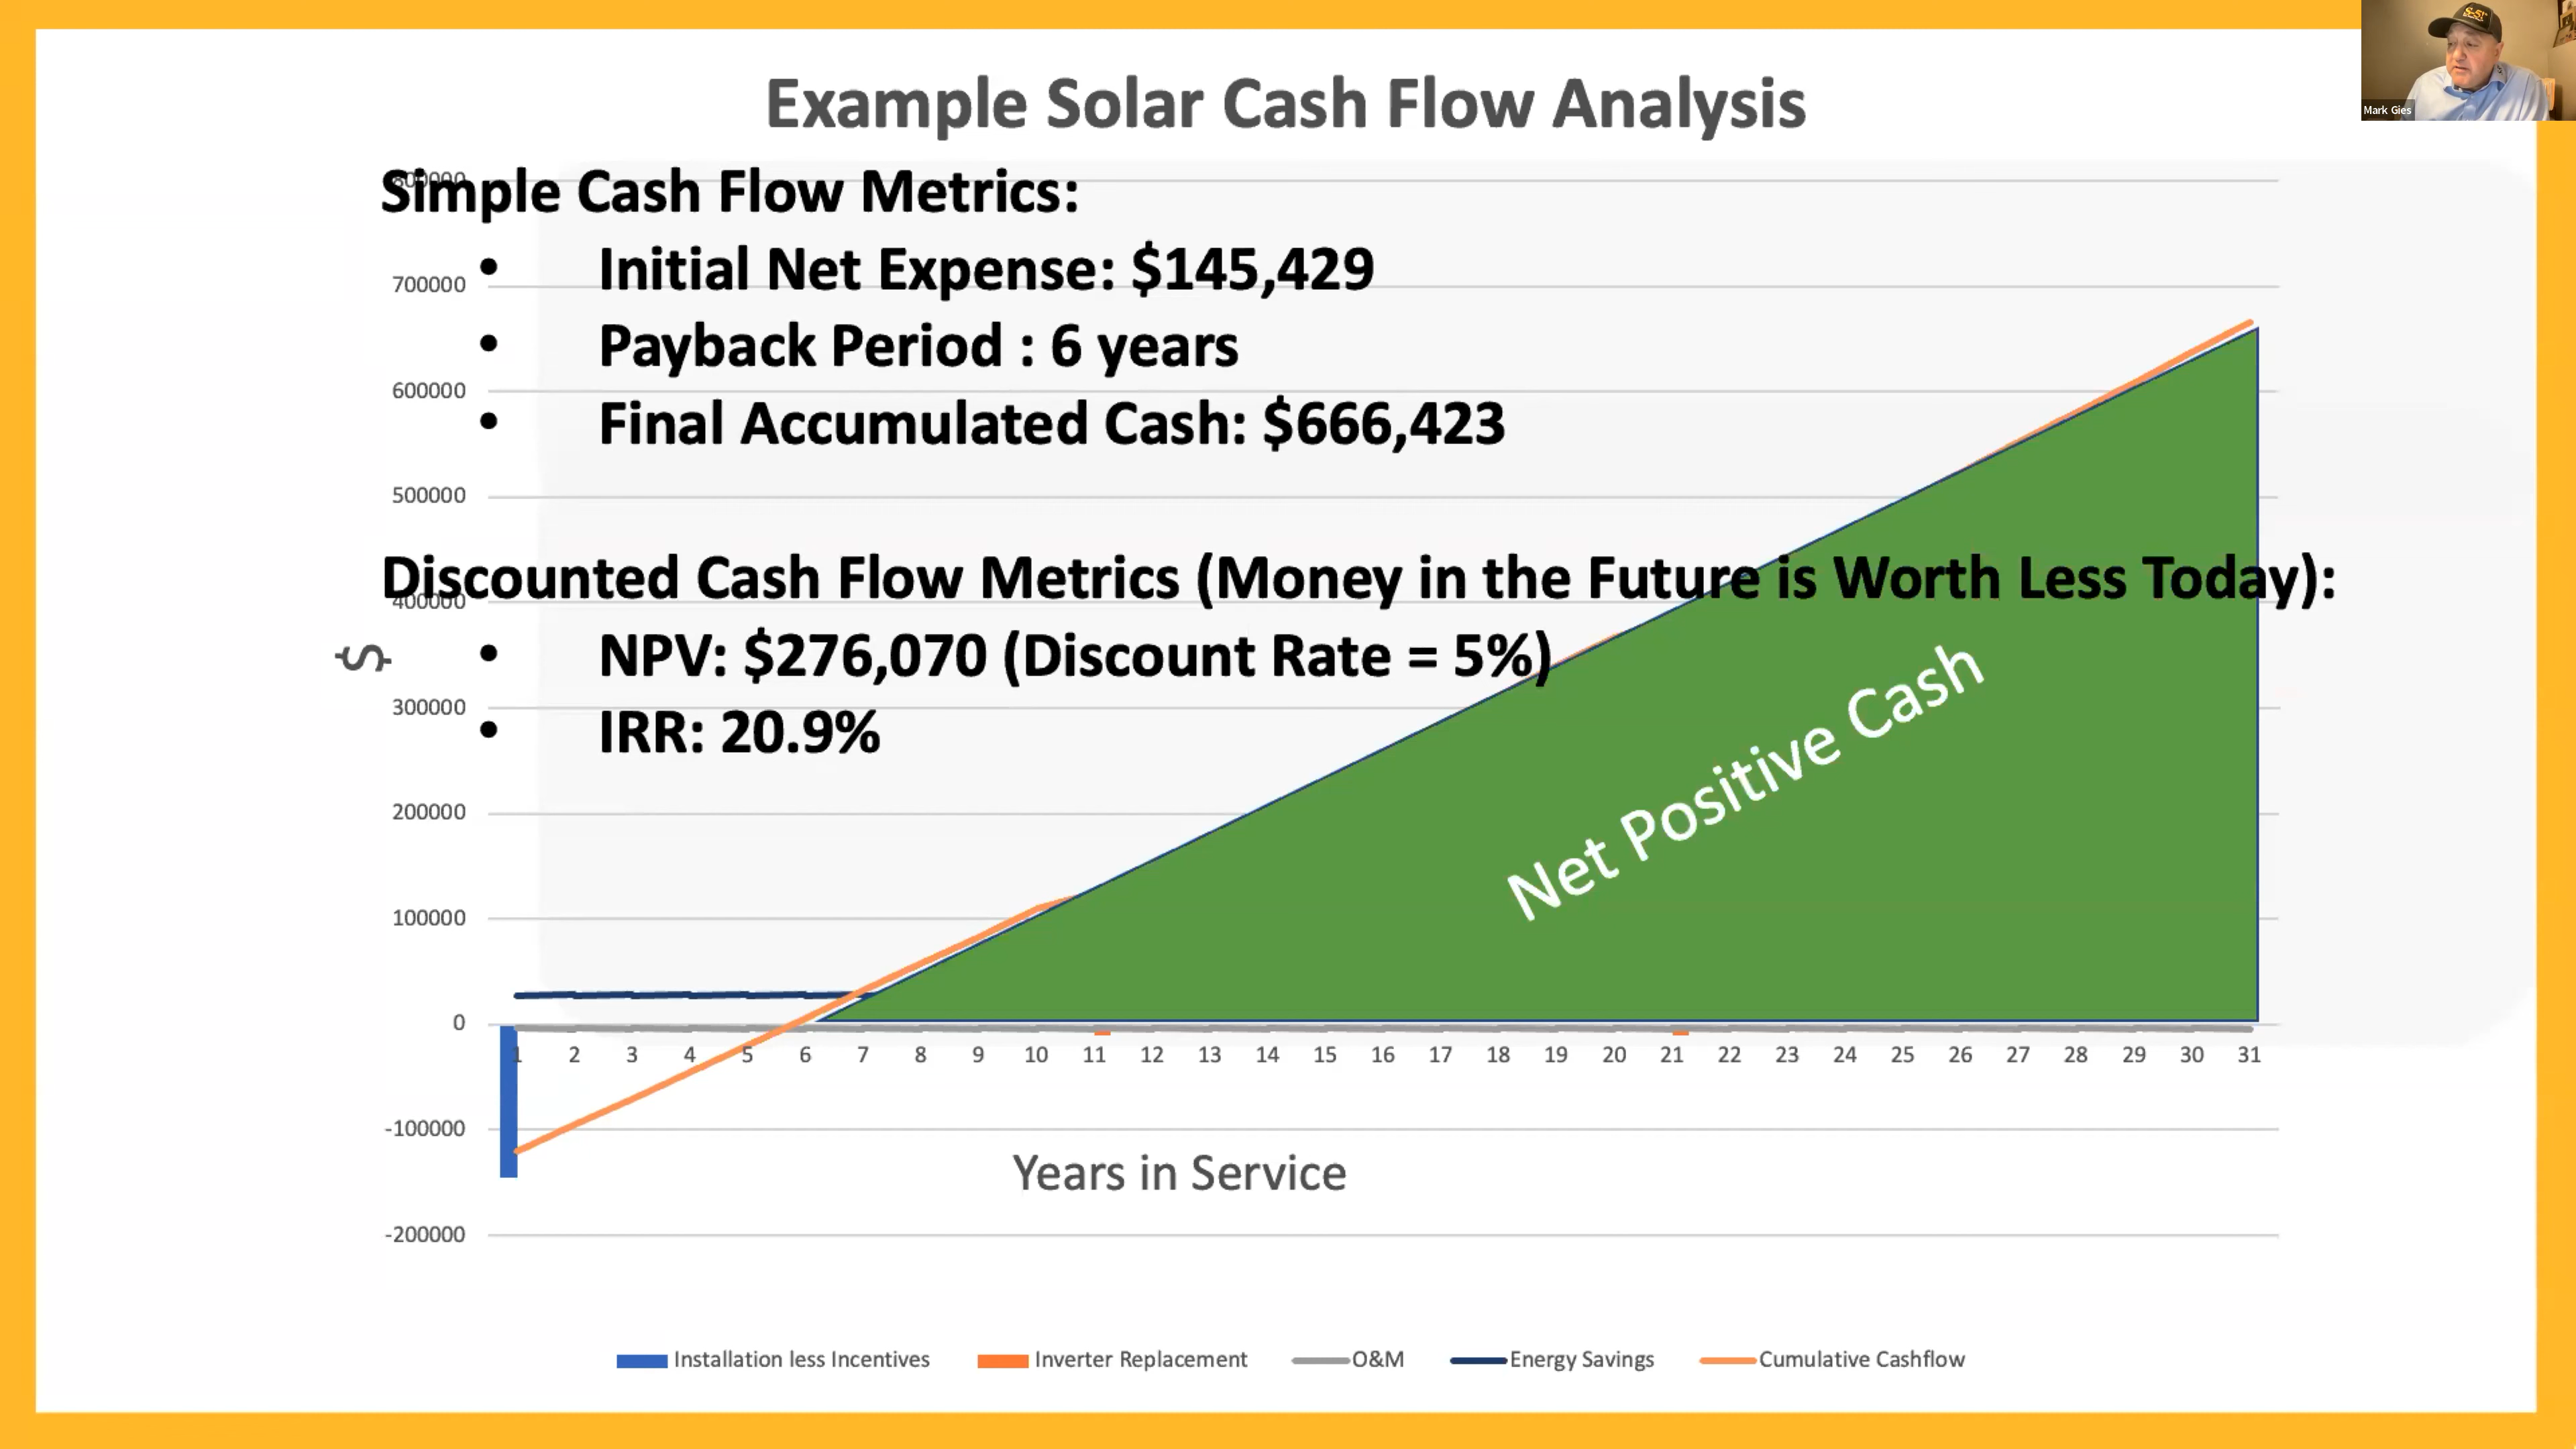 Example Solar Cash Flow Analysis
Mark Gies
Simple Cash Flow Metrics:
• Initial Net Expense: $145,429
• Payback Period : 6 years
• Final Accumulated Cash: $666,423
Discounted Cash Flow Metrics (Money in the Future is Worth Less Today):
• NPV: $276,070 (Discount Rate = 5%)
• IRR: 20.9%
800000
700000
600000
500000
400000
300000
200000
100000
0
-100000
-200000
$
Net Positive Cash
1 2 3 4 5 6 7 8 9 10 11 12 13 14 15 16 17 18 19 20 21 22 23 24 25 26 27 28 29 30 31
Years in Service
Installation less Incentives Inverter Replacement O&M Energy Savings Cumulative Cashflow